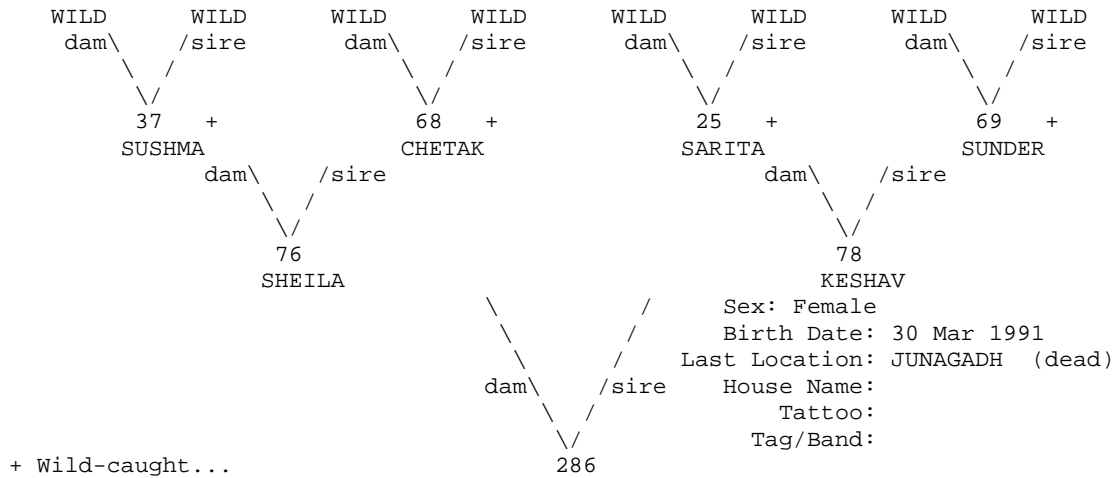 WILD WILD WILD WILD WILD WILD WILD WILD
dam\ /sire dam\ /sire dam\ /sire dam\ /sire
\ / \ / \ / \ /
\/ \/ \/ \/
37 + 68 + 25 + 69 +
SUSHMA CHETAK SARITA SUNDER
dam\ /sire dam\ /sire
\ / \ /
\/ \/
76 78
SHEILA KESHAV
\ / Sex: Female
\ / Birth Date: 30 Mar 1991
\ / Last Location: JUNAGADH (dead)
dam\ /sire House Name:
\ / Tattoo:
\/ Tag/Band:
+ Wild-caught... 286